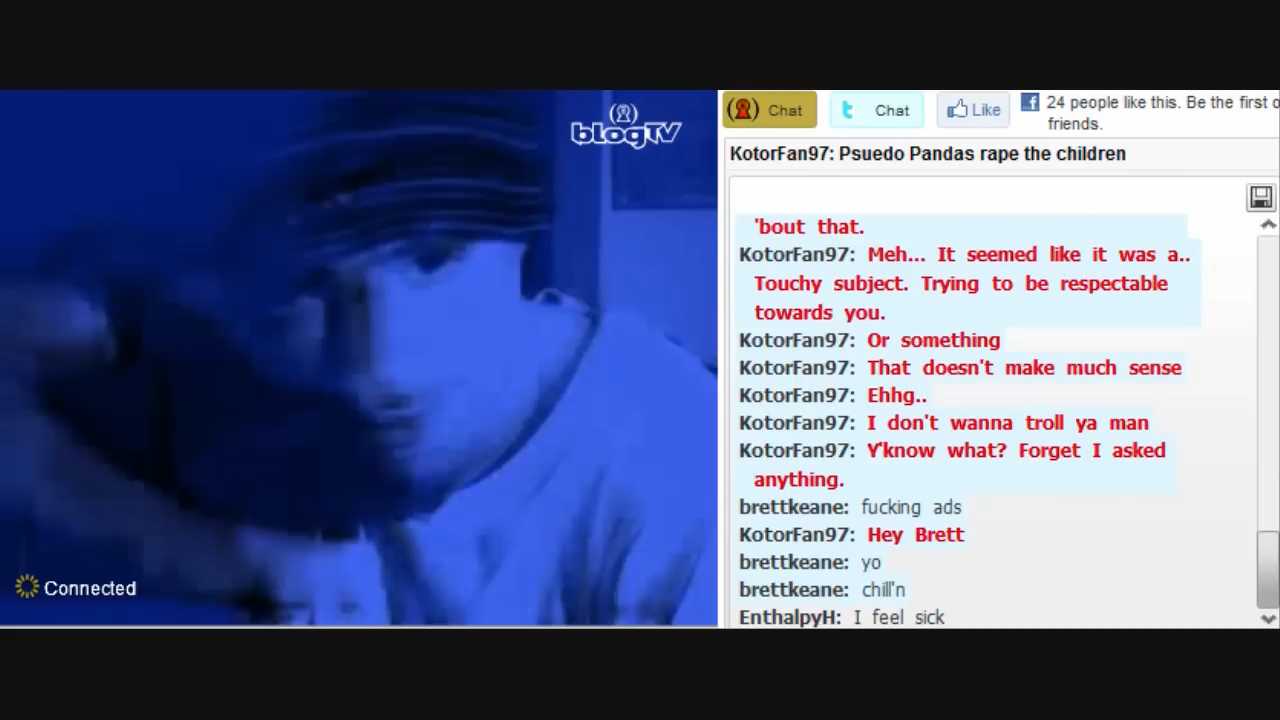 blogTV
Connected
Chat
Chat
Like
24 people like this. Be the first o
friends.
KotorFan97: Psuedo Pandas rape the children
'bout that.
KotorFan97: Meh... It seemed like it was a..
Touchy subject. Trying to be respectable
towards you.
KotorFan97: Or something
KotorFan97: That doesn't make much sense
KotorFan97: Ehhg..
KotorFan97: I don't wanna troll ya man
KotorFan97: Y'know what? Forget I asked
anything.
brettkeane: fucking ads
KotorFan97: Hey Brett
brettkeane: yo
brettkeane: chill'n
EnthalpyH: I feel sick